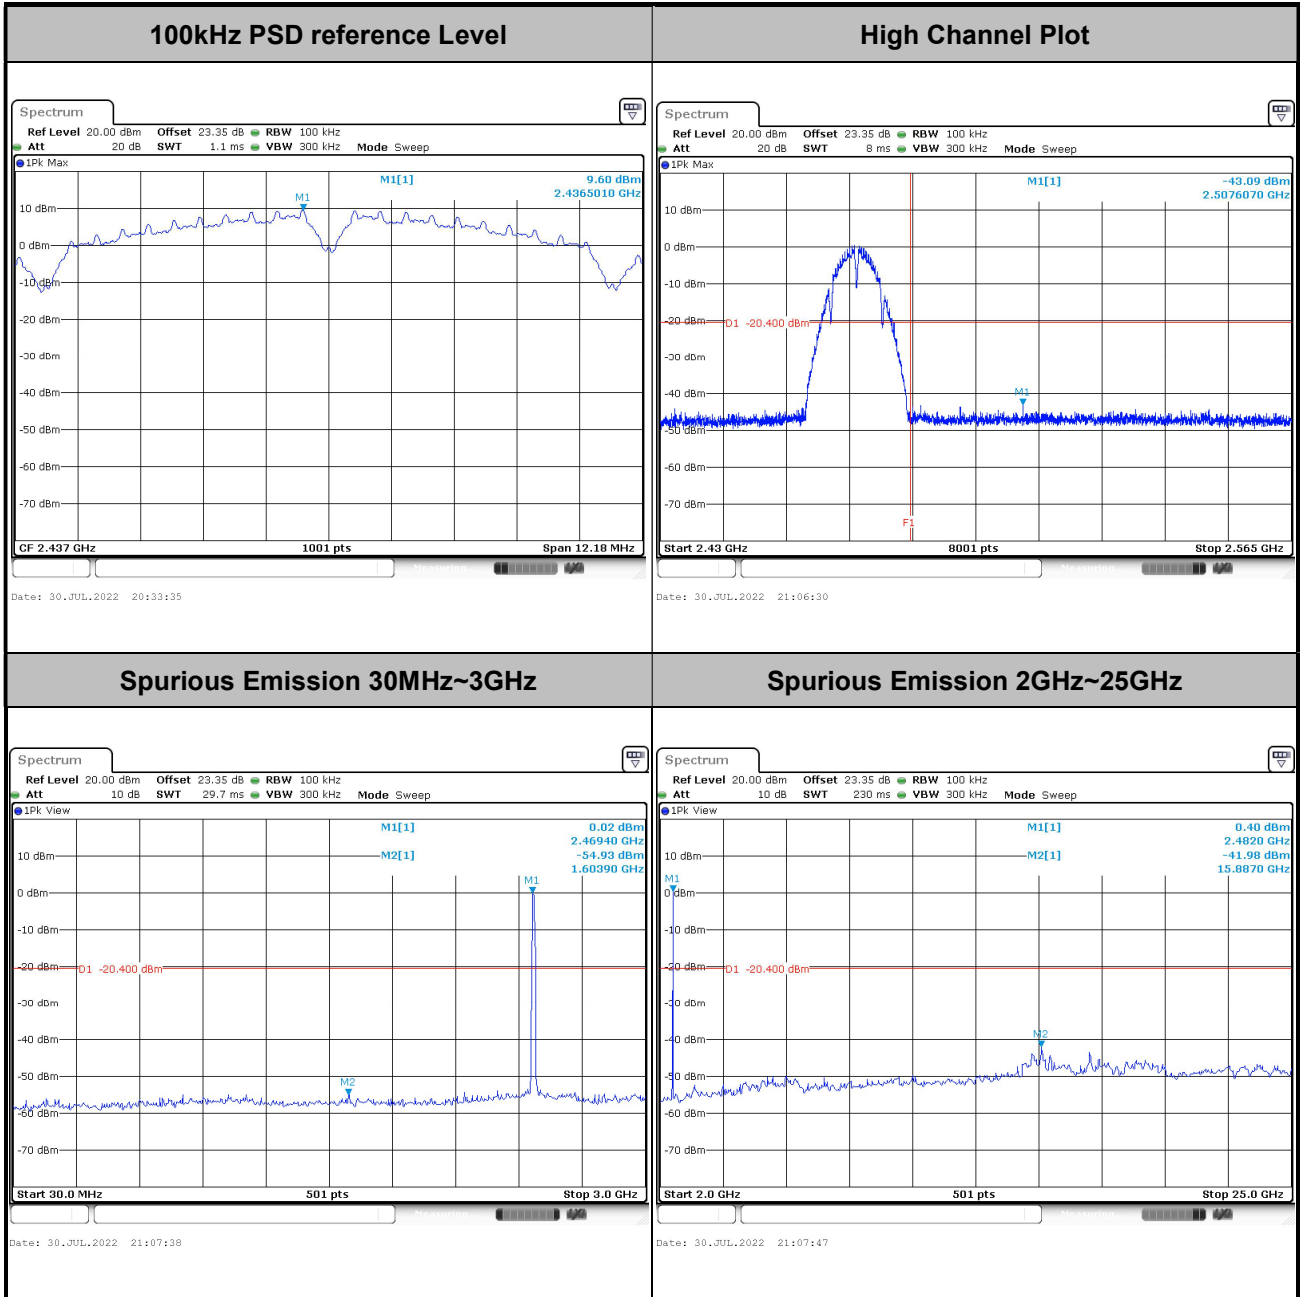 100kHz PSD reference Level
High Channel Plot
Spectrum
Ref Level 20.00 dBm Offset 23.35 dB RBW 100 kHz
Att 20 dB SWT 1.1 ms VBW 300 kHz Mode Sweep
1Pk Max
M1[1] 9.60 dBm
2.4365010 GHz
M1
10 dBm
0 dBm
-10 dBm
-20 dBm
-30 dBm
-40 dBm
-50 dBm
-60 dBm
-70 dBm
CF 2.437 GHz 1001 pts Span 12.18 MHz
Measuring
Date: 30.JUL.2022 20:33:35
Spectrum
Ref Level 20.00 dBm Offset 23.35 dB RBW 100 kHz
Att 20 dB SWT 8 ms VBW 300 kHz Mode Sweep
1Pk Max
M1[1] -43.09 dBm
2.5076070 GHz
10 dBm
0 dBm
-10 dBm
-20 dBm
D1 -20.400 dBm
-30 dBm
-40 dBm
M1
-50 dBm
-60 dBm
-70 dBm
F1
Start 2.43 GHz 8001 pts Stop 2.565 GHz
Measuring
Date: 30.JUL.2022 21:06:30
Spurious Emission 30MHz~3GHz
Spurious Emission 2GHz~25GHz
Spectrum
Ref Level 20.00 dBm Offset 23.35 dB RBW 100 kHz
Att 10 dB SWT 29.7 ms VBW 300 kHz Mode Sweep
1Pk View
M1[1] 0.02 dBm
2.46940 GHz
M2[1] -54.93 dBm
1.60390 GHz
10 dBm
M1
0 dBm
-10 dBm
-20 dBm
D1 -20.400 dBm
-30 dBm
-40 dBm
-50 dBm
M2
-60 dBm
-70 dBm
Start 30.0 MHz 501 pts Stop 3.0 GHz
Measuring
Date: 30.JUL.2022 21:07:38
Spectrum
Ref Level 20.00 dBm Offset 23.35 dB RBW 100 kHz
Att 10 dB SWT 230 ms VBW 300 kHz Mode Sweep
1Pk View
M1[1] 0.40 dBm
2.4820 GHz
M2[1] -41.98 dBm
15.8870 GHz
10 dBm
M1
0 dBm
-10 dBm
-20 dBm
D1 -20.400 dBm
-30 dBm
M2
-40 dBm
-50 dBm
-60 dBm
-70 dBm
Start 2.0 GHz 501 pts Stop 25.0 GHz
Measuring
Date: 30.JUL.2022 21:07:47